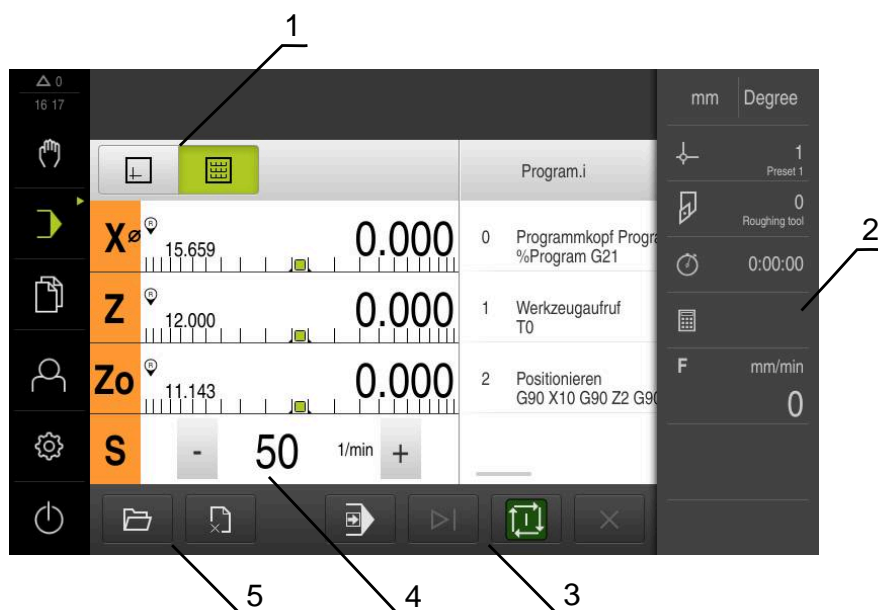 1
0
16 17
mm Degree
Program.i
1
Preset 1
X ø R 15.659 0.000
0 Programmkopf Progra
%Program G21
0
Roughing tool
2
0:00:00
Z R 12.000 0.000
1 Werkzeugaufruf
T0
Zo R 11.143 0.000
2 Positionieren
G90 X10 G90 Z2 G90
F mm/min
0
S - 50 1/min +
5
4
3